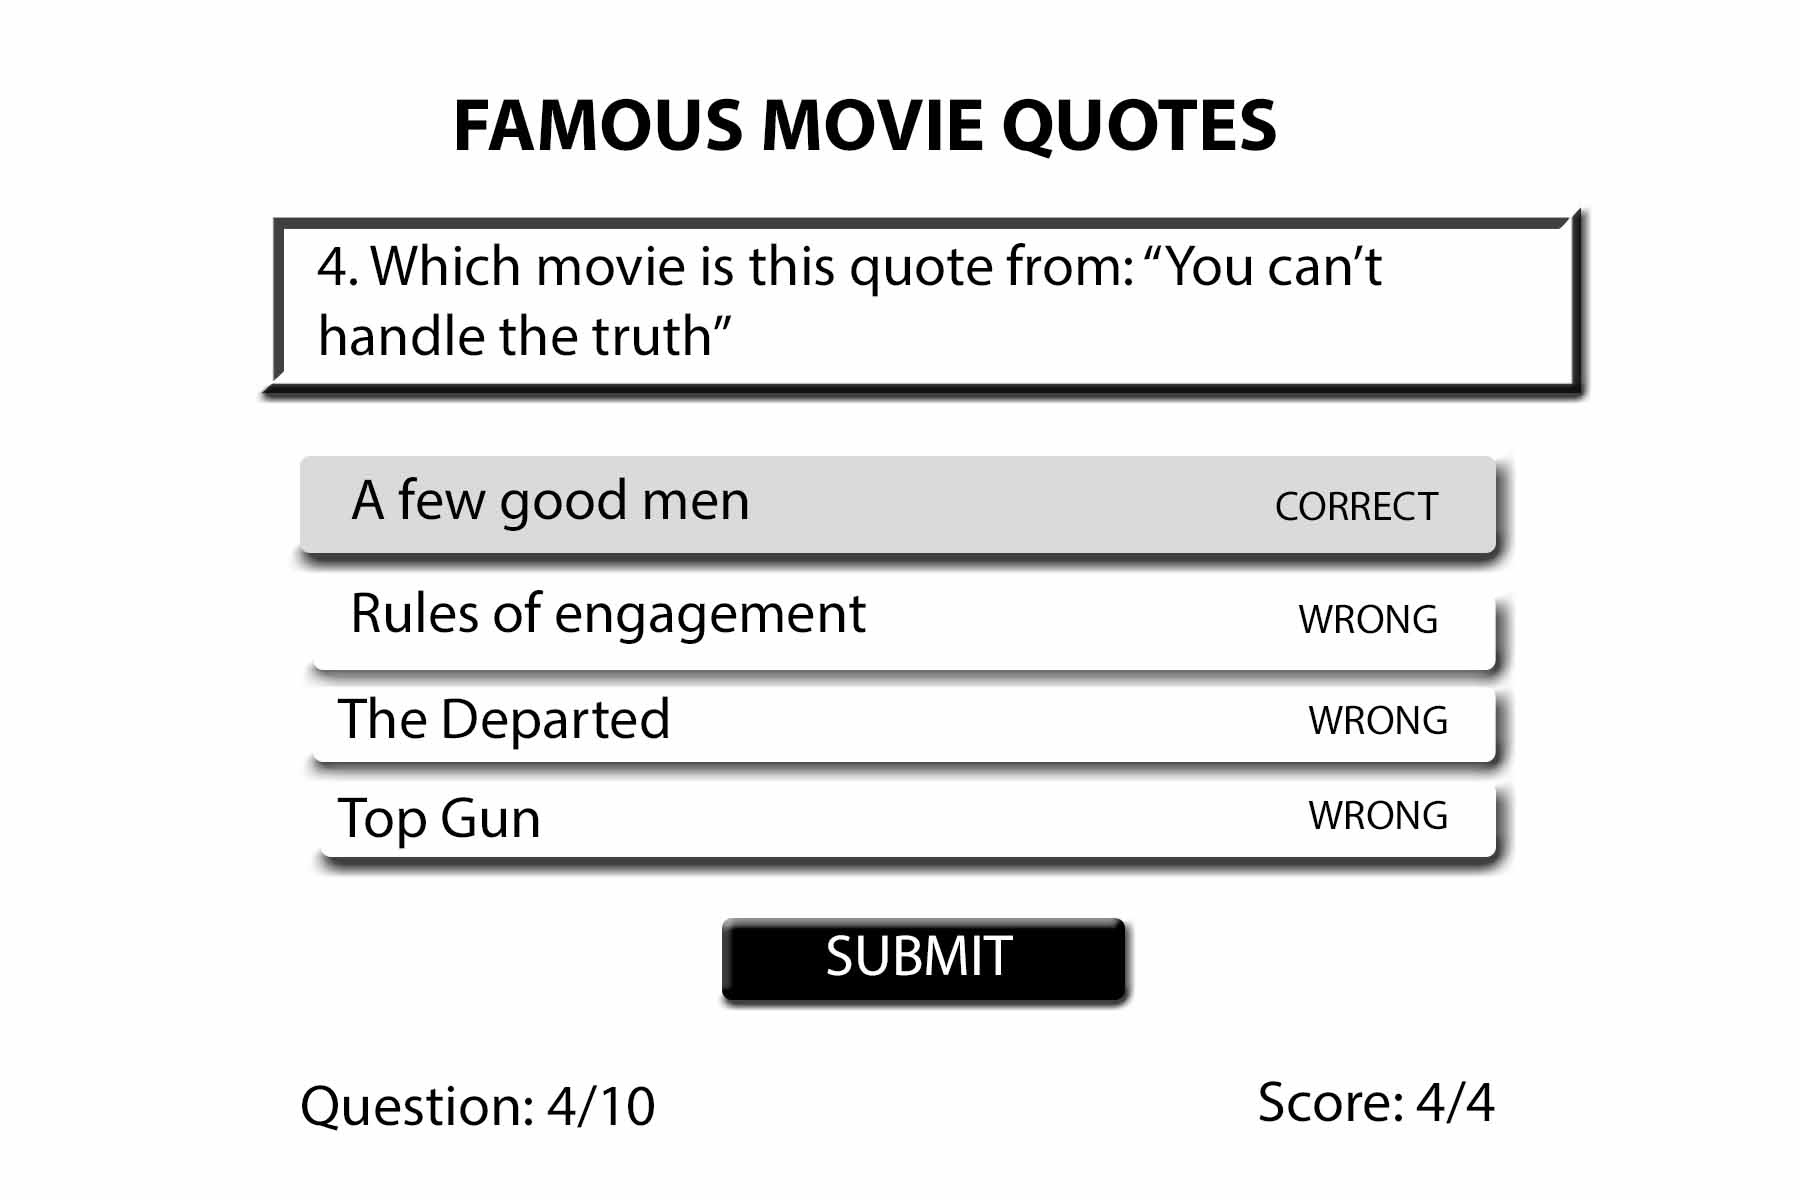 FAMOUS MOVIE QUOTES
4. Which movie is this quote from: “You can’t
handle the truth”
A few good men CORRECT
Rules of engagement WRONG
The Departed WRONG
Top Gun WRONG
SUBMIT
Question: 4/10 Score: 4/4